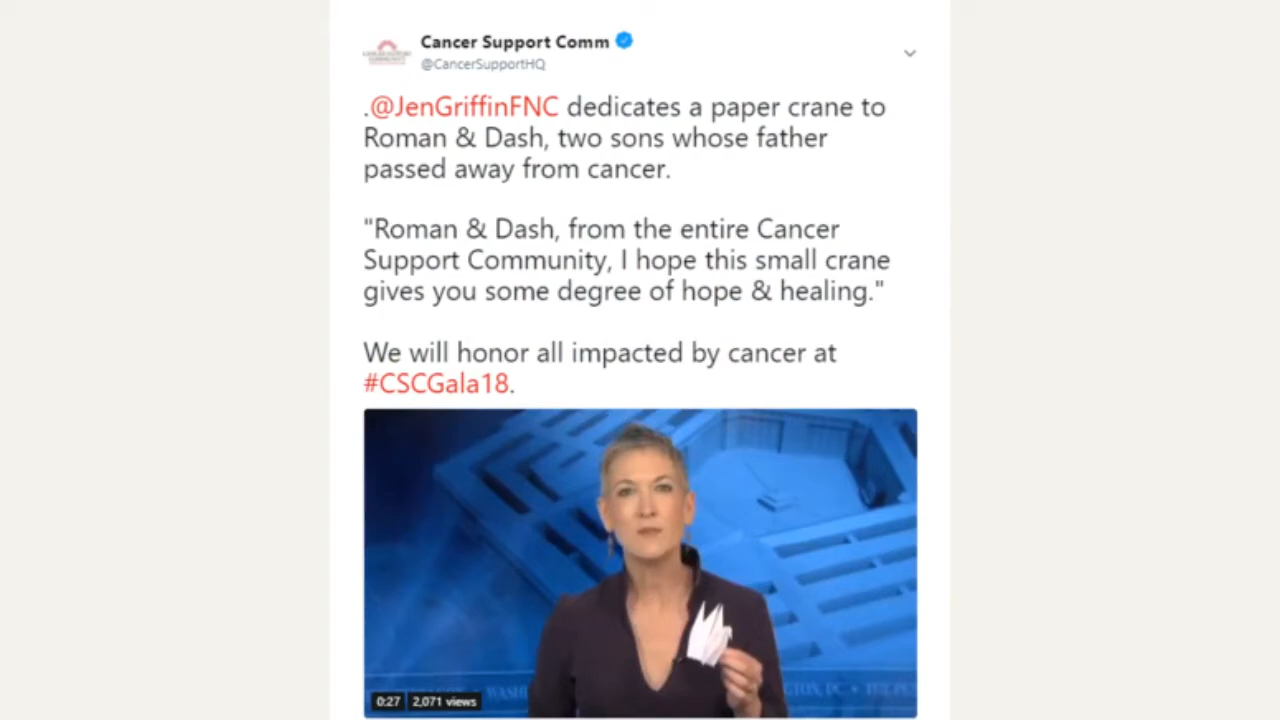 Cancer Support Comm
@CancerSupportHQ
.@JenGriffinFNC dedicates a paper crane to
Roman & Dash, two sons whose father
passed away from cancer.
"Roman & Dash, from the entire Cancer
Support Community, I hope this small crane
gives you some degree of hope & healing."
We will honor all impacted by cancer at
#CSCGala18.
0:27 2,071 views